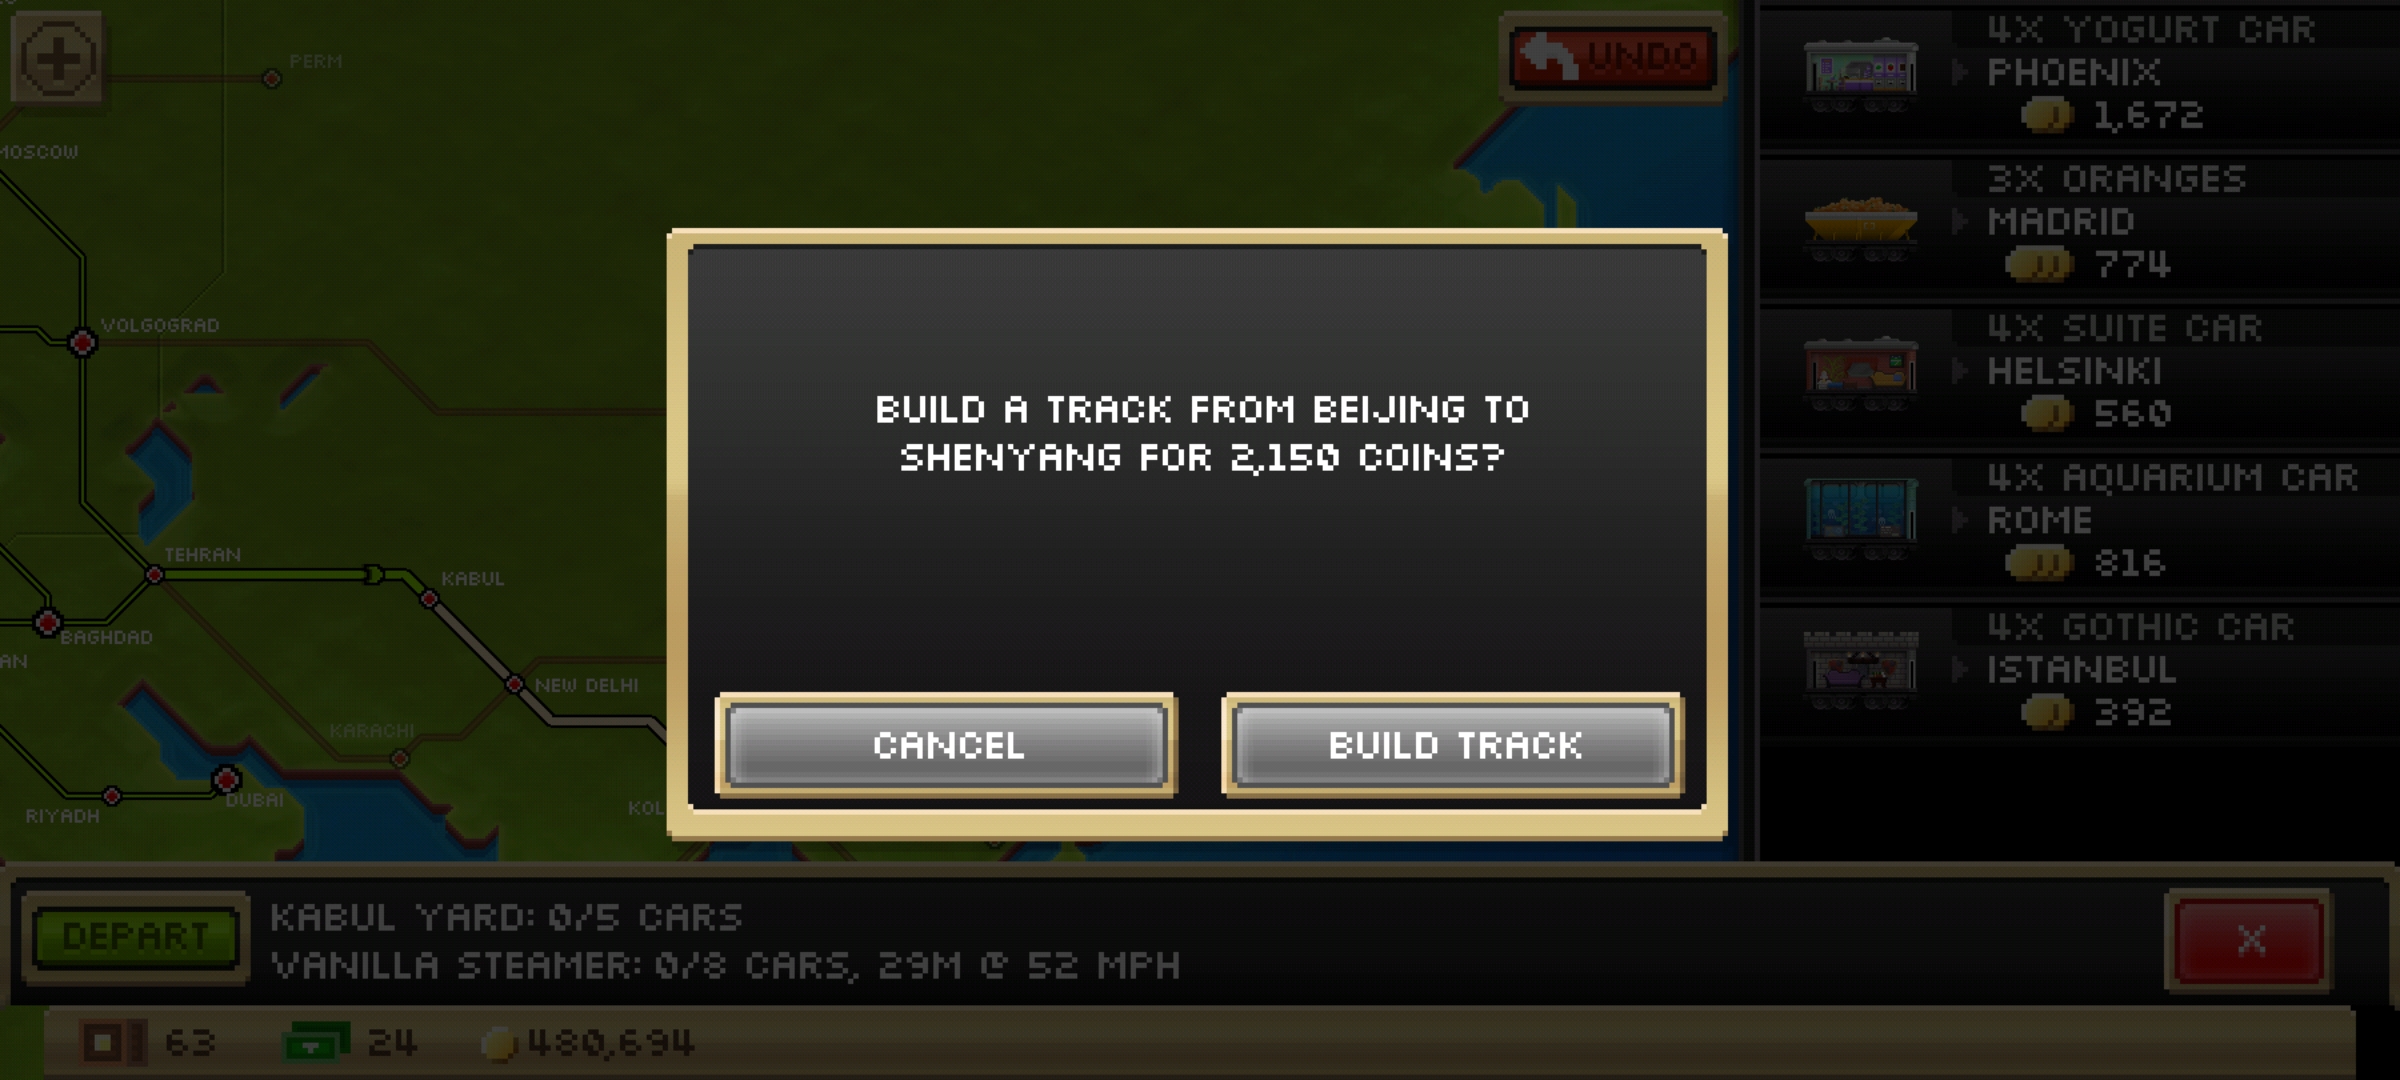 PERM
UNDO
MOSCOW
VOLGOGRAD
TEHRAN
KABUL
BAGHDAD
AN
NEW DELHI
KARACHI
DUBAI
RIYADH
KOL
4X YOGURT CAR
PHOENIX
1,672
3X ORANGES
MADRID
774
4X SUITE CAR
HELSINKI
560
4X AQUARIUM CAR
ROME
816
4X GOTHIC CAR
ISTANBUL
392
BUILD A TRACK FROM BEIJING TO
SHENYANG FOR 2,150 COINS?
CANCEL
BUILD TRACK
DEPART
KABUL YARD: 0/5 CARS
VANILLA STEAMER: 0/8 CARS, 29M @ 52 MPH
X
63
24
480,694